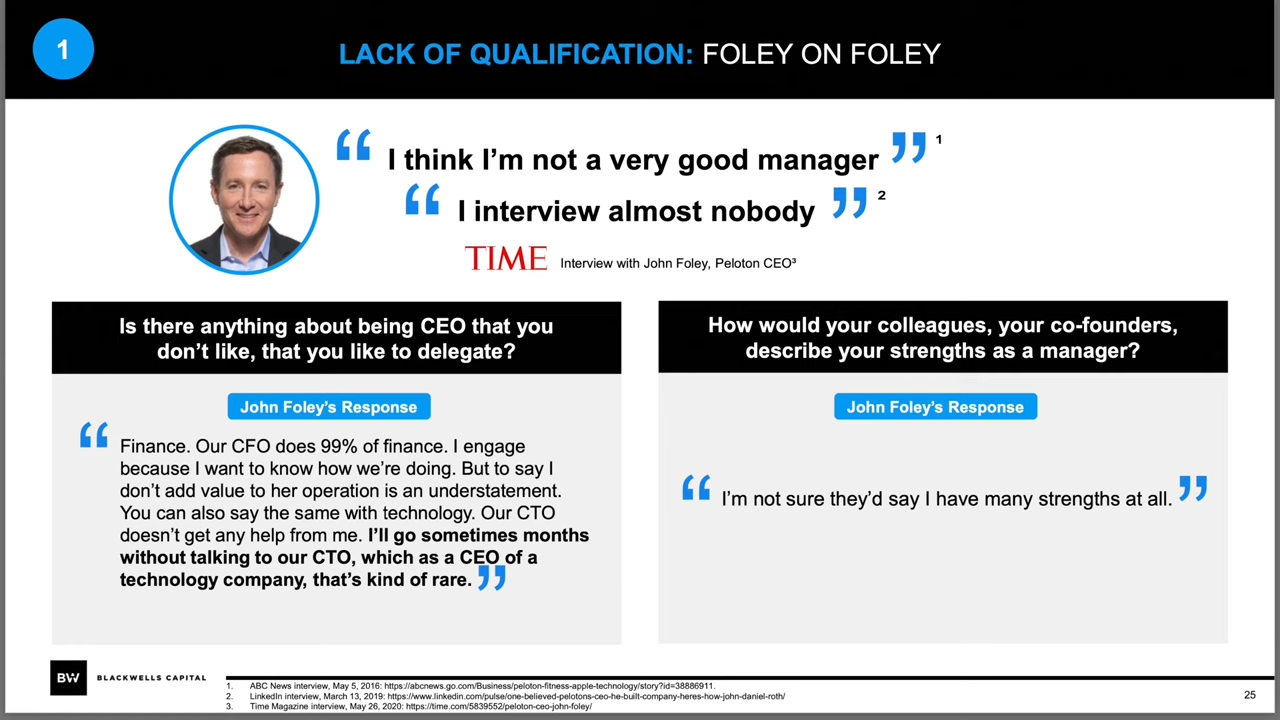 1
LACK OF QUALIFICATION: FOLEY ON FOLEY
“ I think I’m not a very good manager ” 1
“ I interview almost nobody ” 2
TIME Interview with John Foley, Peloton CEO³
Is there anything about being CEO that you
don’t like, that you like to delegate?
John Foley’s Response
“ Finance. Our CFO does 99% of finance. I engage
because I want to know how we’re doing. But to say I
don’t add value to her operation is an understatement.
You can also say the same with technology. Our CTO
doesn’t get any help from me. I’ll go sometimes months
without talking to our CTO, which as a CEO of a
technology company, that’s kind of rare. ”
How would your colleagues, your co-founders,
describe your strengths as a manager?
John Foley’s Response
“ I’m not sure they’d say I have many strengths at all. ”
BW BLACKWELLS CAPITAL
1. ABC News interview, May 5, 2016: https://abcnews.go.com/Business/peloton-fitness-apple-technology/story?id=38886911.
2. LinkedIn interview, March 13, 2019: https://www.linkedin.com/pulse/one-believed-pelotons-ceo-he-built-company-heres-how-john-daniel-roth/
3. Time Magazine interview, May 26, 2020: https://time.com/5839552/peloton-ceo-john-foley/
25